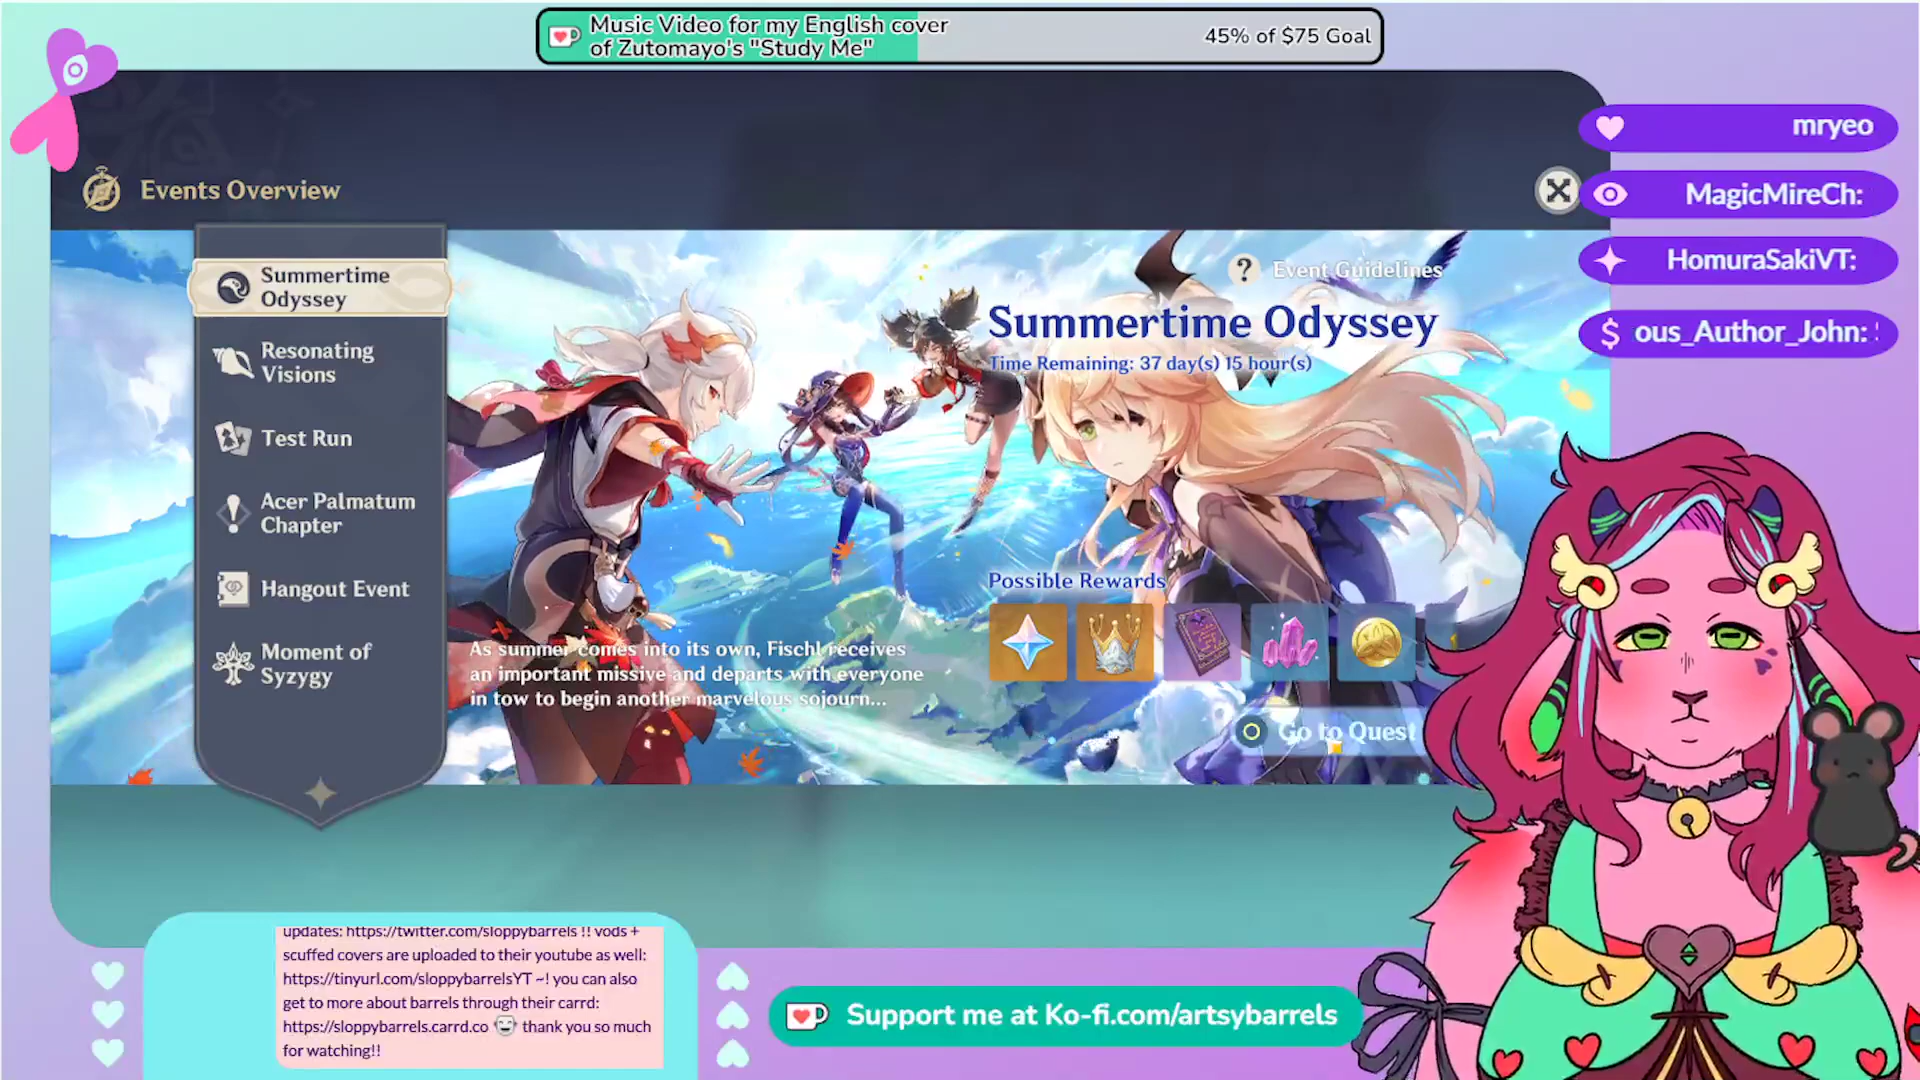 Music Video for my English cover
of Zutomayo's "Study Me"
45% of $75 Goal
mryeo
MagicMireCh:
HomuraSakiVT:
ous_Author_John:
Events Overview
Summertime
Odyssey
Resonating
Visions
Test Run
Acer Palmatum
Chapter
Hangout Event
Moment of
Syzygy
Event Guidelines
Summertime Odyssey
Time Remaining: 37 day(s) 15 hour(s)
Possible Rewards
As summer comes into its own, Fischl receives
an important missive and departs with everyone
in tow to begin another marvelous sojourn...
Go to Quest
updates: https://twitter.com/sloppybarrels !! vods +
scuffed covers are uploaded to their youtube as well:
https://tinyurl.com/sloppybarrelsYT ~! you can also
get to more about barrels through their carrd:
https://sloppybarrels.carrd.co thank you so much
for watching!!
Support me at Ko-fi.com/artsybarrels